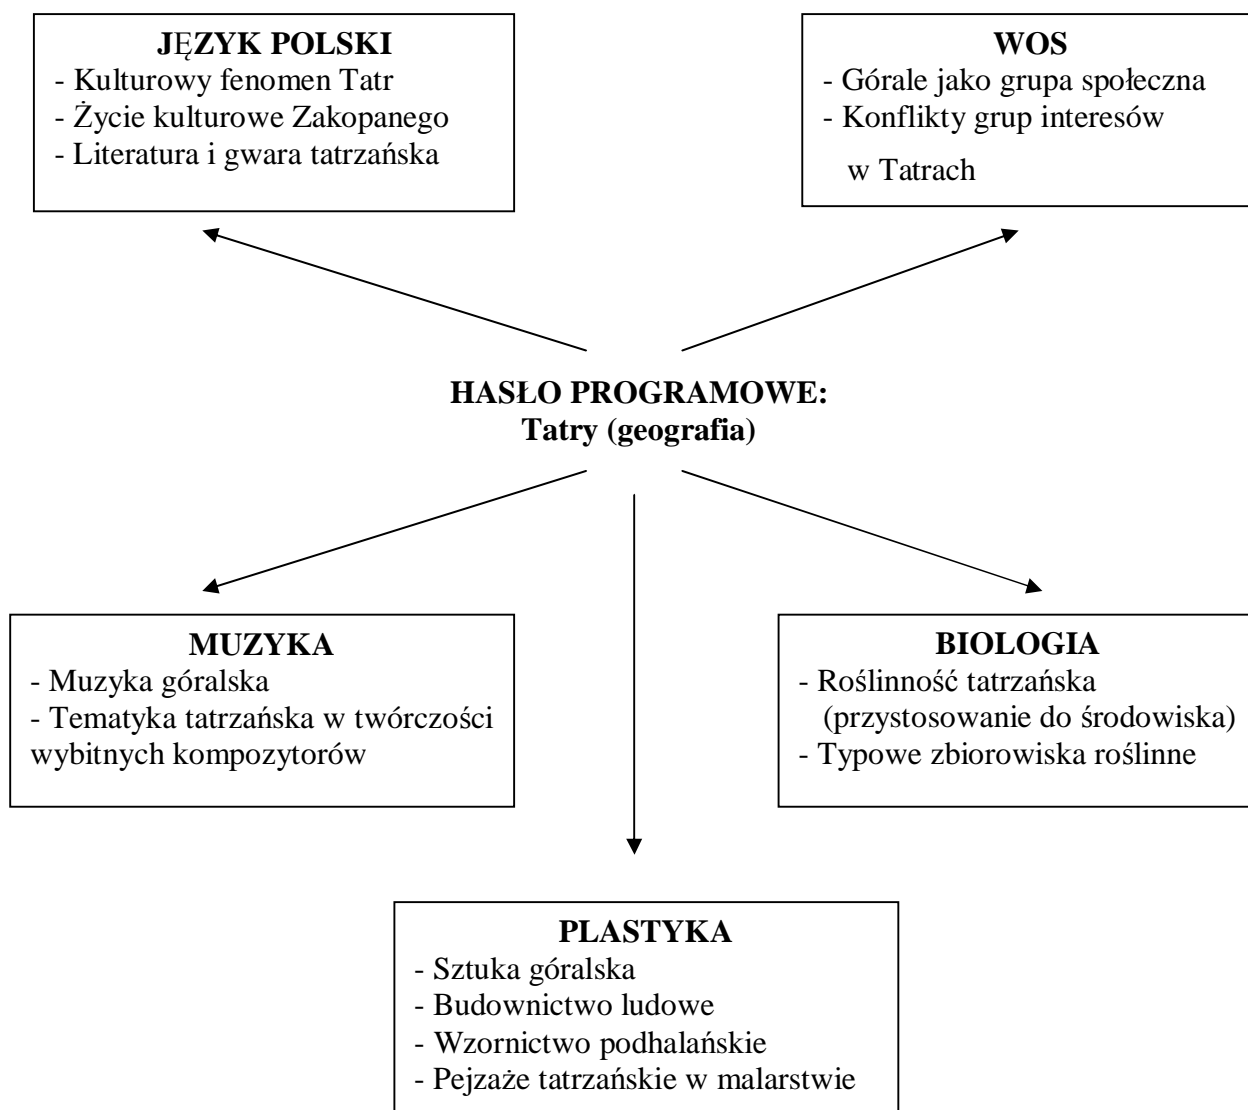 JĘZYK POLSKI
- Kulturowy fenomen Tatr
- Życie kulturowe Zakopanego
- Literatura i gwara tatrzańska
WOS
- Górale jako grupa społeczna
- Konflikty grup interesów
w Tatrach
HASŁO PROGRAMOWE:
Tatry (geografia)
MUZYKA
- Muzyka góralska
- Tematyka tatrzańska w twórczości
wybitnych kompozytorów
BIOLOGIA
- Roślinność tatrzańska
(przystosowanie do środowiska)
- Typowe zbiorowiska roślinne
PLASTYKA
- Sztuka góralska
- Budownictwo ludowe
- Wzornictwo podhalańskie
- Pejzaże tatrzańskie w malarstwie